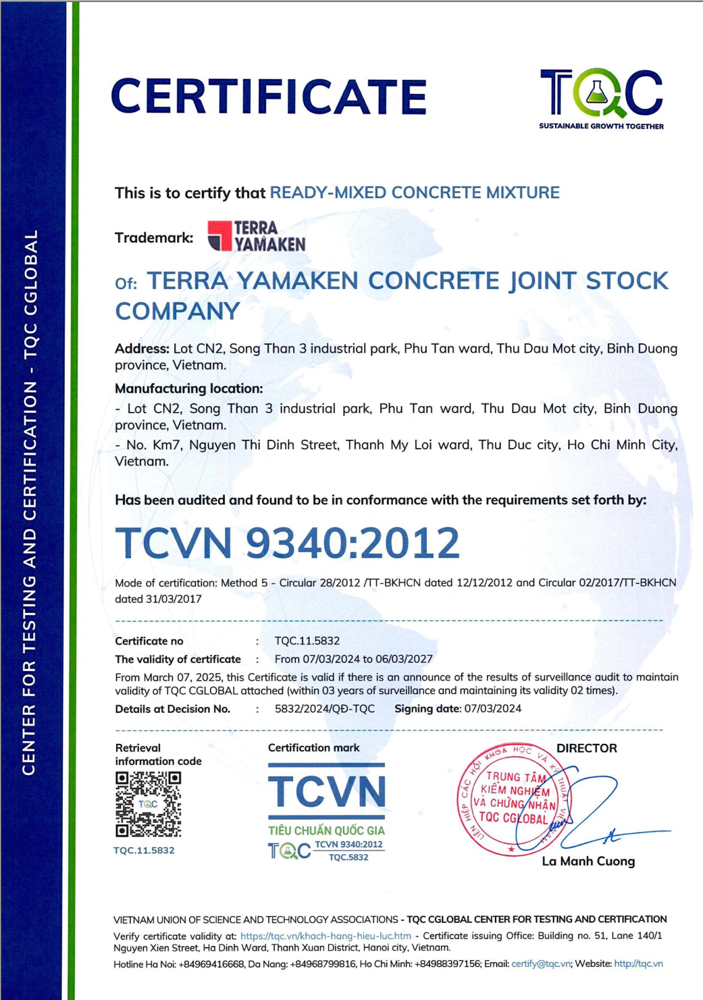 CERTIFICATE
TQC
SUSTAINABLE GROWTH TOGETHER
CENTER FOR TESTING AND CERTIFICATION - TQC CGLOBAL
This is to certify that READY-MIXED CONCRETE MIXTURE
Trademark:
TERRA
YAMAKEN
Of: TERRA YAMAKEN CONCRETE JOINT STOCK
COMPANY
Address: Lot CN2, Song Than 3 industrial park, Phu Tan ward, Thu Dau Mot city, Binh Duong
province, Vietnam.
Manufacturing location:
- Lot CN2, Song Than 3 industrial park, Phu Tan ward, Thu Dau Mot city, Binh Duong
province, Vietnam.
- No. Km7, Nguyen Thi Dinh Street, Thanh My Loi ward, Thu Duc city, Ho Chi Minh City,
Vietnam.
Has been audited and found to be in conformance with the requirements set forth by:
TCVN 9340:2012
Mode of certification: Method 5 - Circular 28/2012 /TT-BKHCN dated 12/12/2012 and Circular 02/2017/TT-BKHCN
dated 31/03/2017
Certificate no : TQC.11.5832
The validity of certificate : From 07/03/2024 to 06/03/2027
From March 07, 2025, this Certificate is valid if there is an announce of the results of surveillance audit to maintain
validity of TQC CGLOBAL attached (within 03 years of surveillance and maintaining its validity 02 times).
Details at Decision No. : 5832/2024/QĐ-TQC Signing date: 07/03/2024
Retrieval
information code
TQC
TQC.11.5832
Certification mark
TCVN
TIÊU CHUẨN QUỐC GIA
TQC
TCVN 9340:2012
TQC.5832
DIRECTOR
LIÊN HIỆP CÁC HỘI KHOA HỌC VÀ KỸ THUẬT VIỆT NAM
TRUNG TÂM
KIỂM NGHIỆM
VÀ CHỨNG NHẬN
TQC CGLOBAL
La Manh Cuong
VIETNAM UNION OF SCIENCE AND TECHNOLOGY ASSOCIATIONS - TQC CGLOBAL CENTER FOR TESTING AND CERTIFICATION
Verify certificate validity at: https://tqc.vn/khach-hang-hieu-luc.htm - Certificate issuing Office: Building no. 51, Lane 140/1
Nguyen Xien Street, Ha Dinh Ward, Thanh Xuan District, Hanoi city, Vietnam.
Hotline Ha Noi: +84969416668, Da Nang: +84968799816, Ho Chi Minh: +84988397156; Email: certify@tqc.vn; Website: http://tqc.vn